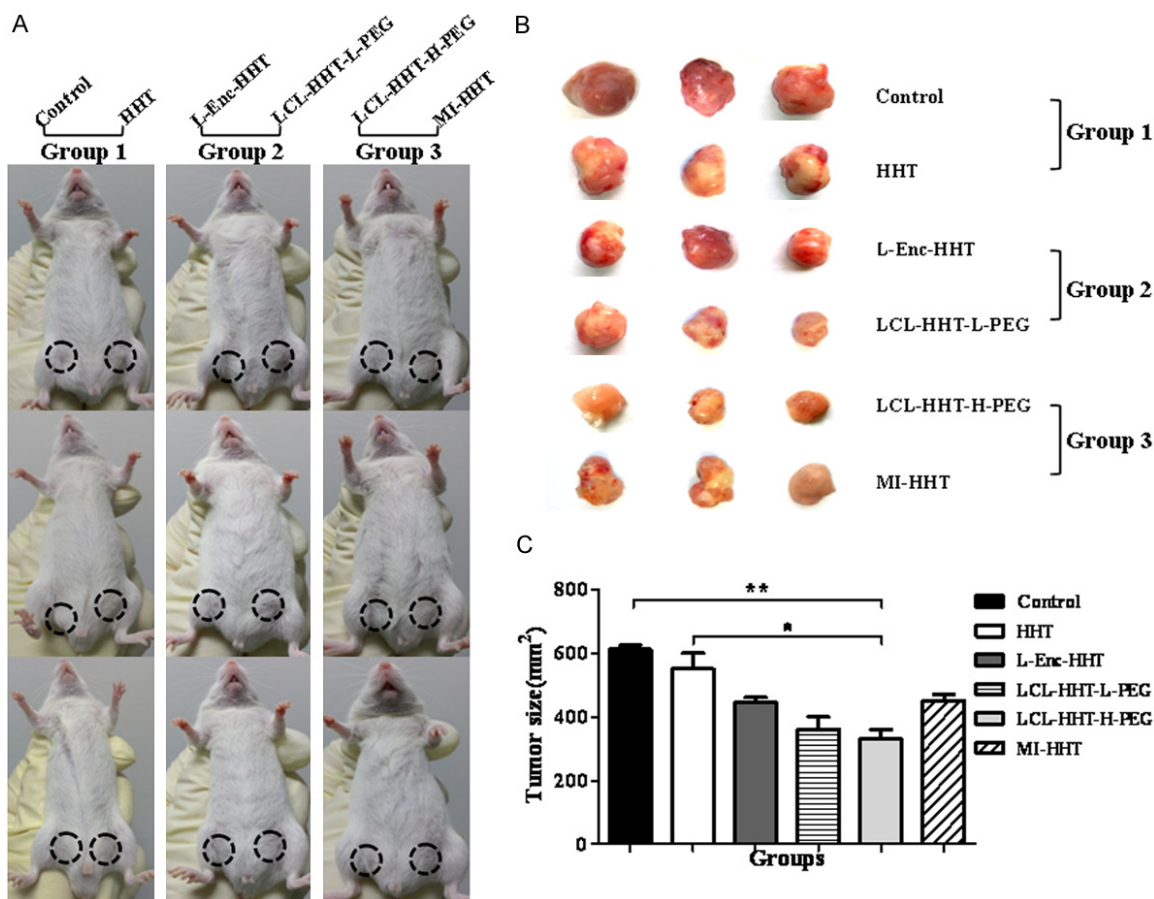 A
Control
HHT
L-Enc-HHT
LCL-HHT-L-PEG
LCL-HHT-H-PEG
MI-HHT
Group 1
Group 2
Group 3
B
Control
HHT
Group 1
L-Enc-HHT
LCL-HHT-L-PEG
Group 2
LCL-HHT-H-PEG
MI-HHT
Group 3
C
Tumor size(mm²)
800
600
400
200
0
**
*
Groups
Control
HHT
L-Enc-HHT
LCL-HHT-L-PEG
LCL-HHT-H-PEG
MI-HHT